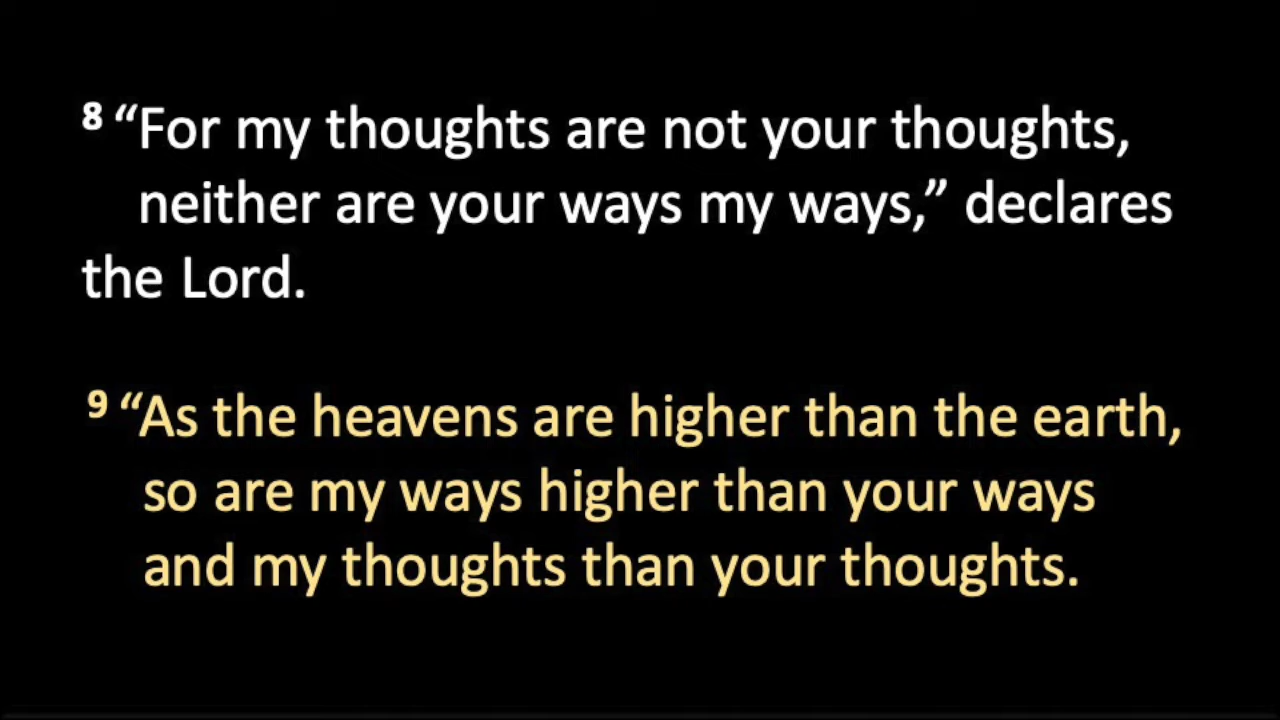 8 “For my thoughts are not your thoughts,
neither are your ways my ways,” declares
the Lord.
9 “As the heavens are higher than the earth,
so are my ways higher than your ways
and my thoughts than your thoughts.